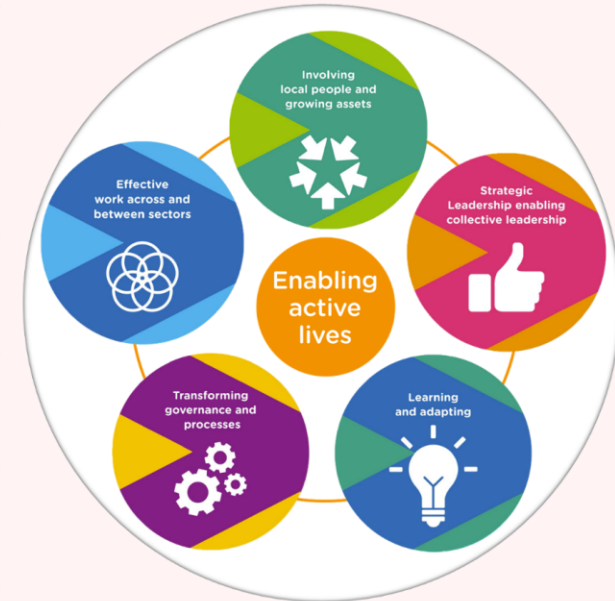 Involving
local people and
growing assets
Effective
work across and
between sectors
Strategic
Leadership enabling
collective leadership
Enabling
active
lives
Transforming
governance and
processes
Learning
and adapting